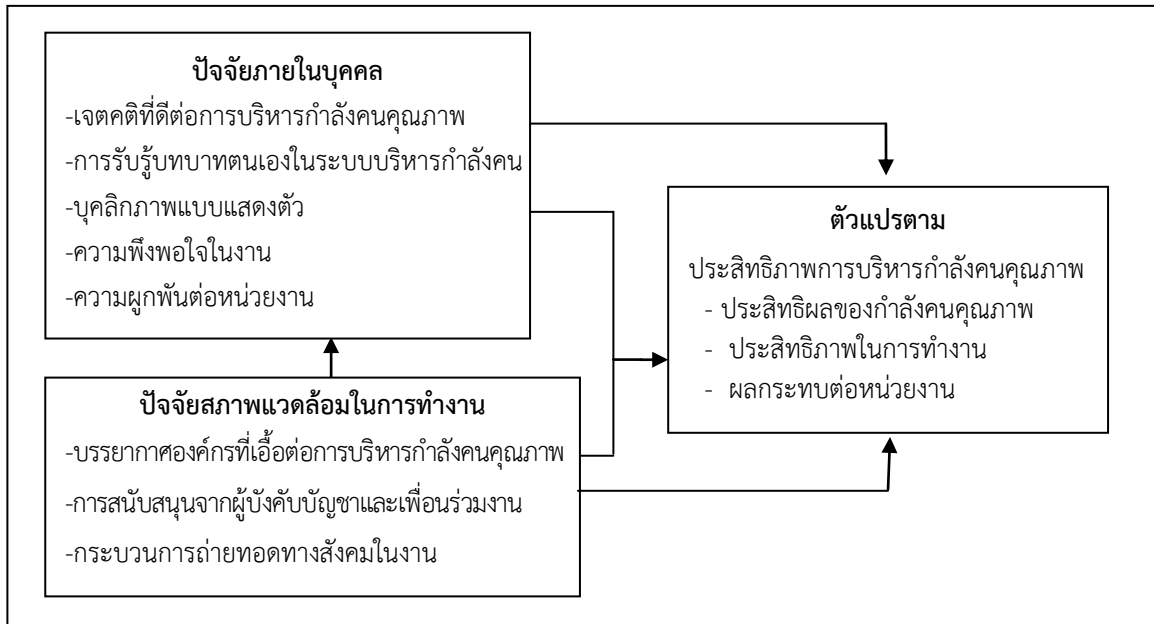 ปัจจัยภายในบุคคล
-เจตคติที่ดีต่อการบริหารกำลังคนคุณภาพ
-การรับรู้บทบาทตนเองในระบบบริหารกำลังคน
-บุคลิกภาพแบบแสดงตัว
-ความพึงพอใจในงาน
-ความผูกพันต่อหน่วยงาน
ปัจจัยสภาพแวดล้อมในการทำงาน
-บรรยากาศองค์กรที่เอื้อต่อการบริหารกำลังคนคุณภาพ
-การสนับสนุนจากผู้บังคับบัญชาและเพื่อนร่วมงาน
-กระบวนการถ่ายทอดทางสังคมในงาน
ตัวแปรตาม
ประสิทธิภาพการบริหารกำลังคนคุณภาพ
- ประสิทธิผลของกำลังคนคุณภาพ
- ประสิทธิภาพในการทำงาน
- ผลกระทบต่อหน่วยงาน